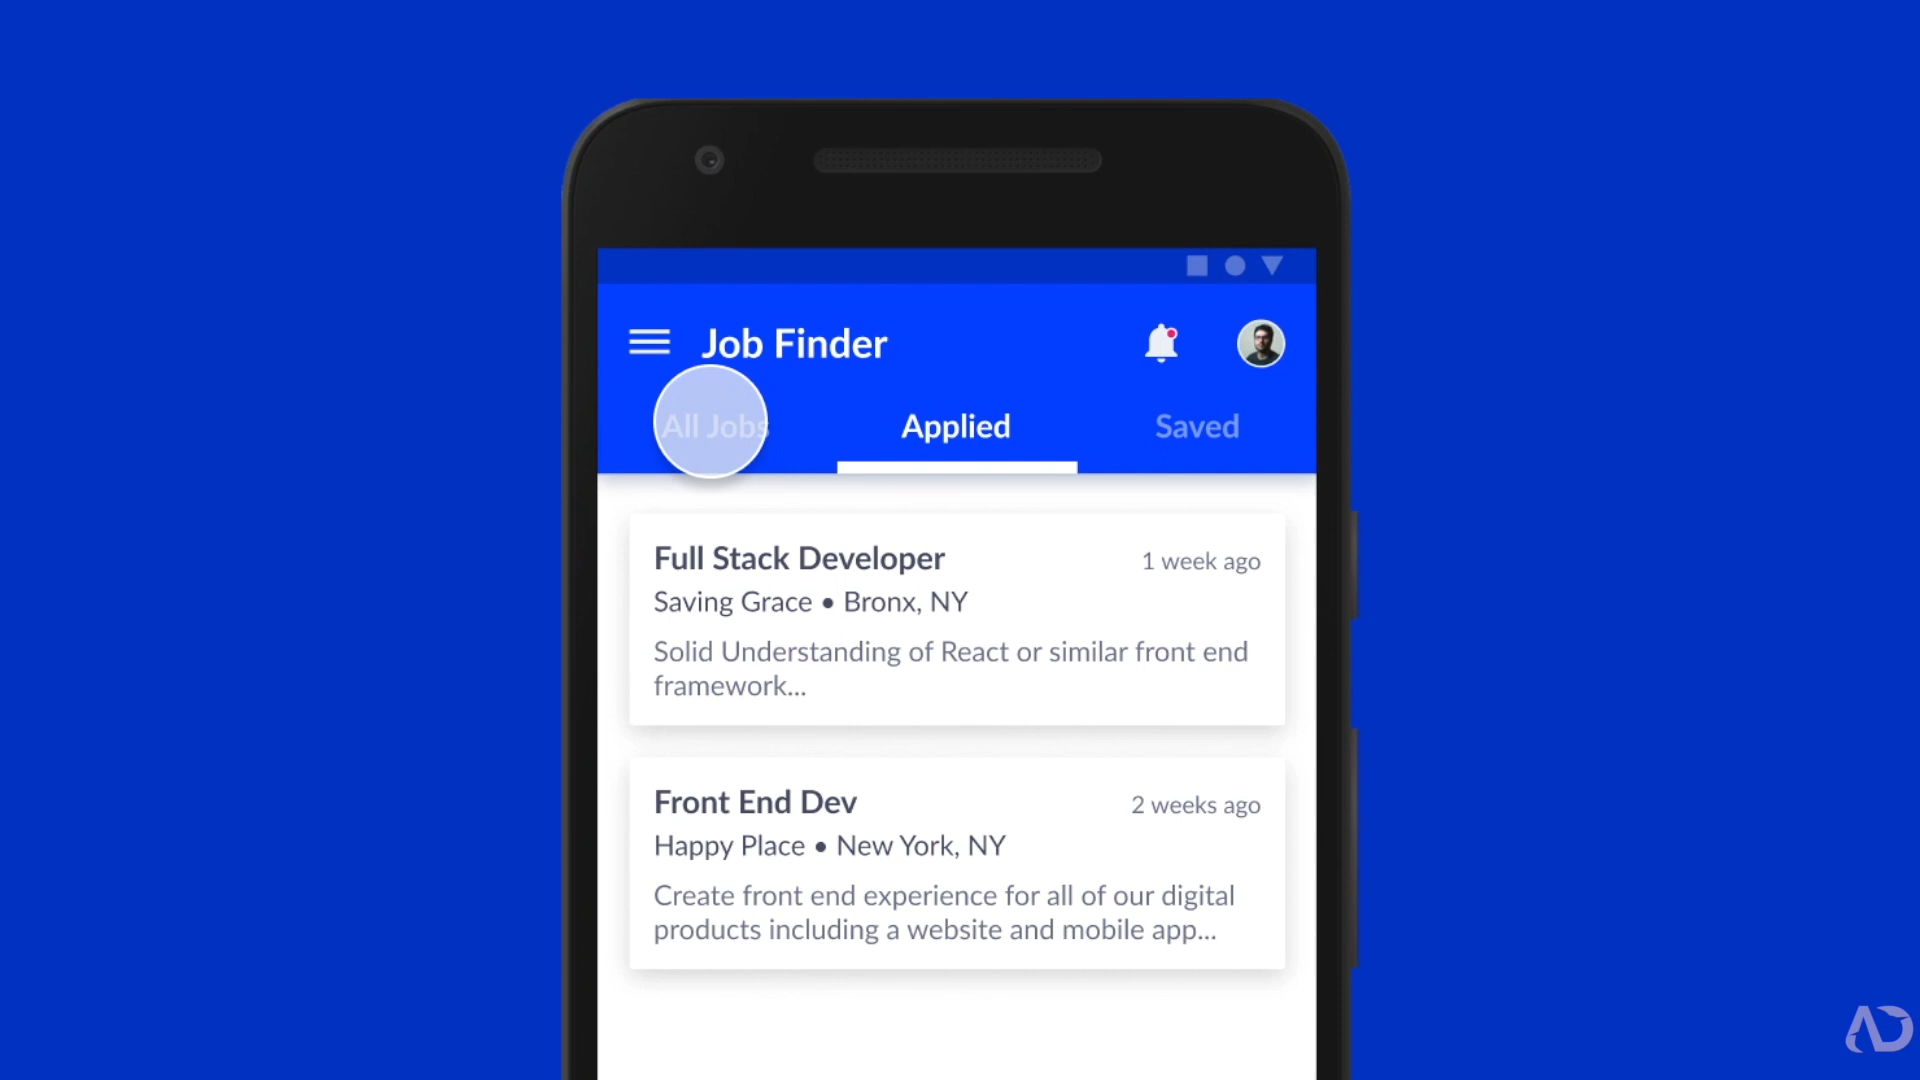 Job Finder
All Jobs
Applied
Saved
Full Stack Developer
1 week ago
Saving Grace • Bronx, NY
Solid Understanding of React or similar front end
framework...
Front End Dev
2 weeks ago
Happy Place • New York, NY
Create front end experience for all of our digital
products including a website and mobile app...
AD